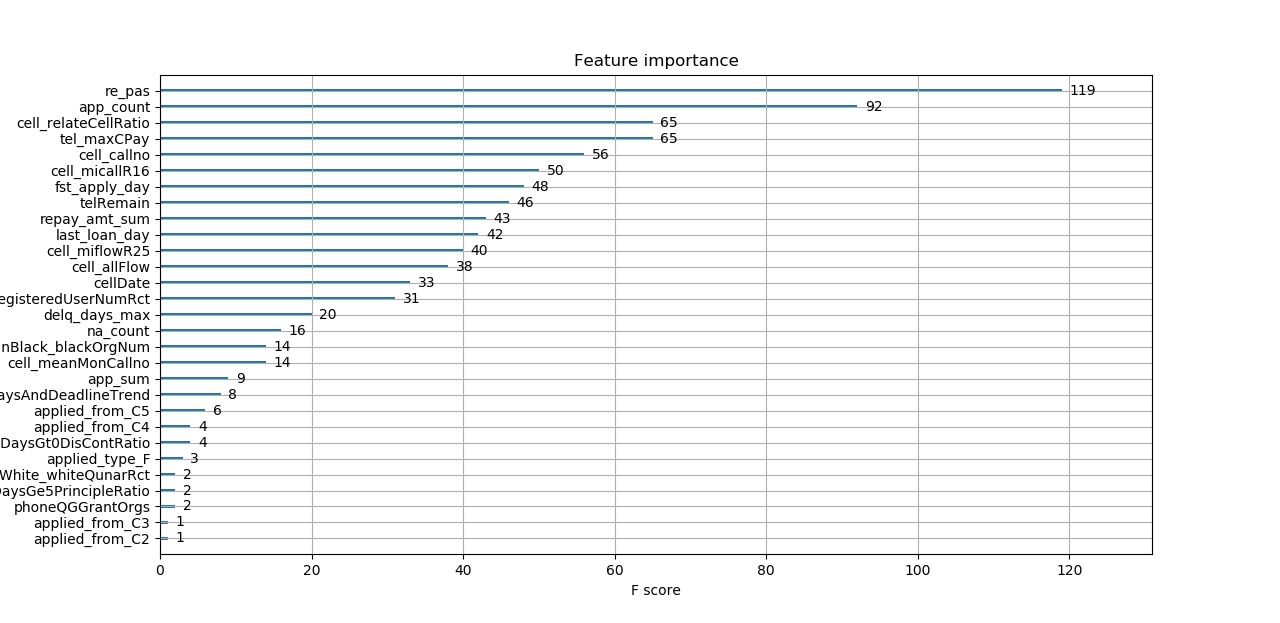 Feature importance
re_pas 119
app_count 92
cell_relateCellRatio 65
tel_maxCPay 65
cell_callno 56
cell_micallR16 50
fst_apply_day 48
telRemain 46
repay_amt_sum 43
last_loan_day 42
cell_miflowR25 40
cell_allFlow 38
cellDate 33
egisteredUserNumRct 31
delq_days_max 20
na_count 16
nBlack_blackOrgNum 14
cell_meanMonCallno 14
app_sum 9
aysAndDeadlineTrend 8
applied_from_C5 6
applied_from_C4 4
DaysGt0DisContRatio 4
applied_type_F 3
White_whiteQunarRct 2
aysGe5PrincipleRatio 2
phoneQGGrantOrgs 2
applied_from_C3 1
applied_from_C2 1
0 20 40 60 80 100 120
F score